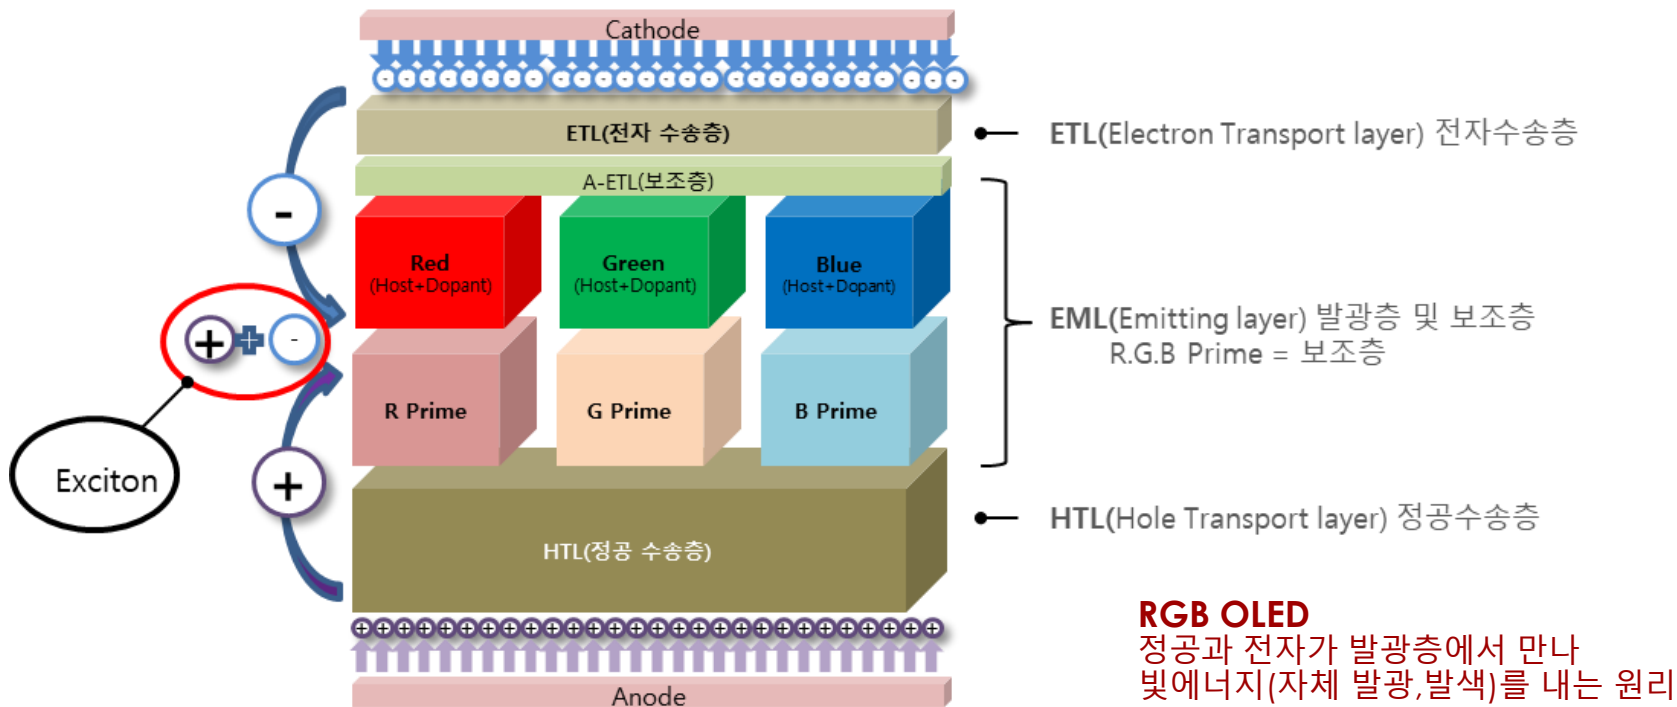 Cathode
ETL(전자 수송층)
ETL(Electron Transport layer) 전자수송층
A-ETL(보조층)
-
Red
(Host+Dopant)
Green
(Host+Dopant)
Blue
(Host+Dopant)
EML(Emitting layer) 발광층 및 보조층
R.G.B Prime = 보조층
+ + -
R Prime
G Prime
B Prime
Exciton
+
HTL(Hole Transport layer) 정공수송층
HTL(정공 수송층)
RGB OLED
정공과 전자가 발광층에서 만나
빛에너지(자체 발광,발색)를 내는 원리
Anode